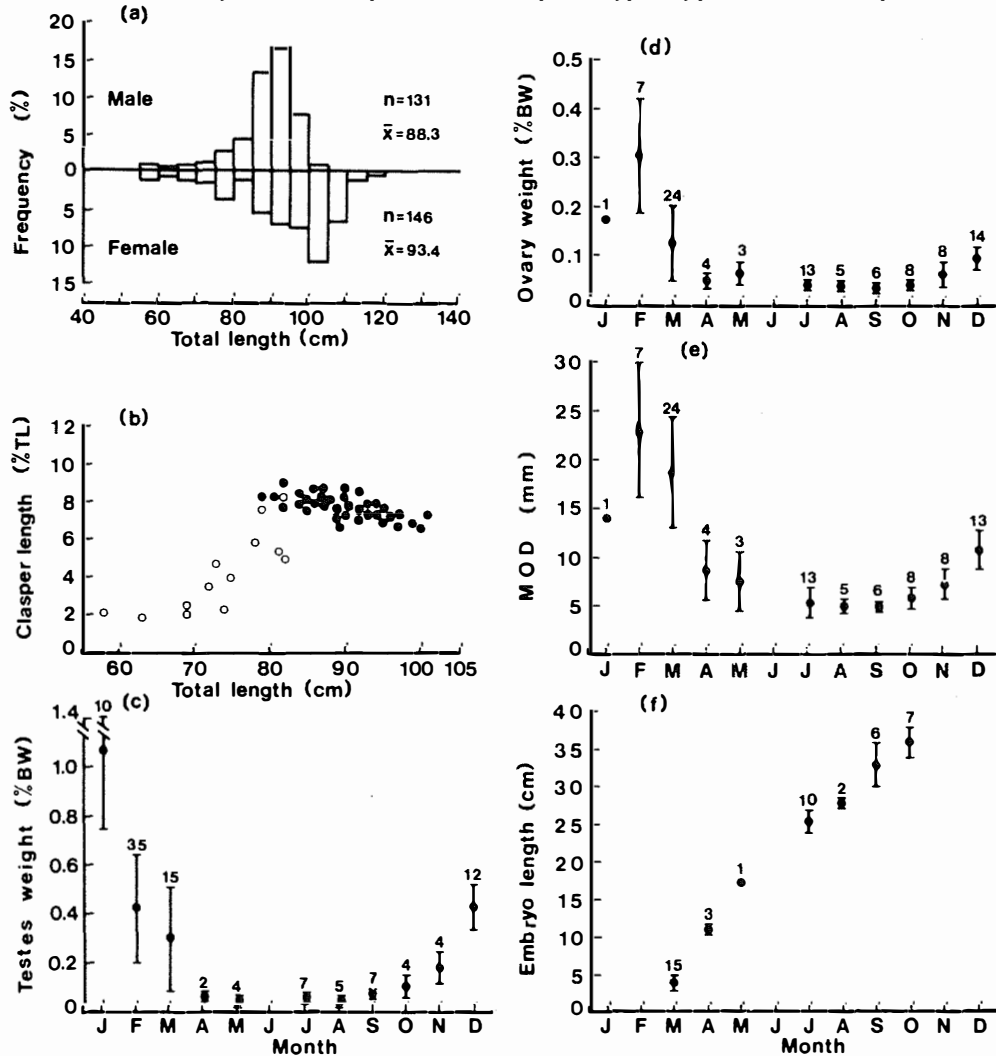 (a)
20
15
10
5
0
5
10
15
Frequency (%)
Male
n=131
x̄=88.3
Female
n=146
x̄=93.4
40 60 80 100 120 140
Total length (cm)
(b)
12
10
8
6
4
2
0
Clasper length (%TL)
60 70 80 90 100 105
Total length (cm)
(c)
1.4
1.0
0.8
0.6
0.4
0.2
0
Testes weight (%BW)
10 35 15 2 4 7 5 7 4 4 12
J F M A M J J A S O N D
Month
(d)
0.5
0.4
0.3
0.2
0.1
0
Ovary weight (%BW)
1 7 24 4 3 13 5 6 8 8 14
J F M A M J J A S O N D
(e)
30
25
20
15
10
5
0
MOD (mm)
1 7 24 4 3 13 5 6 8 8 13
J F M A M J J A S O N D
(f)
40
35
30
25
20
15
10
5
0
Embryo length (cm)
15 3 1 10 2 6 7
J F M A M J J A S O N D
Month